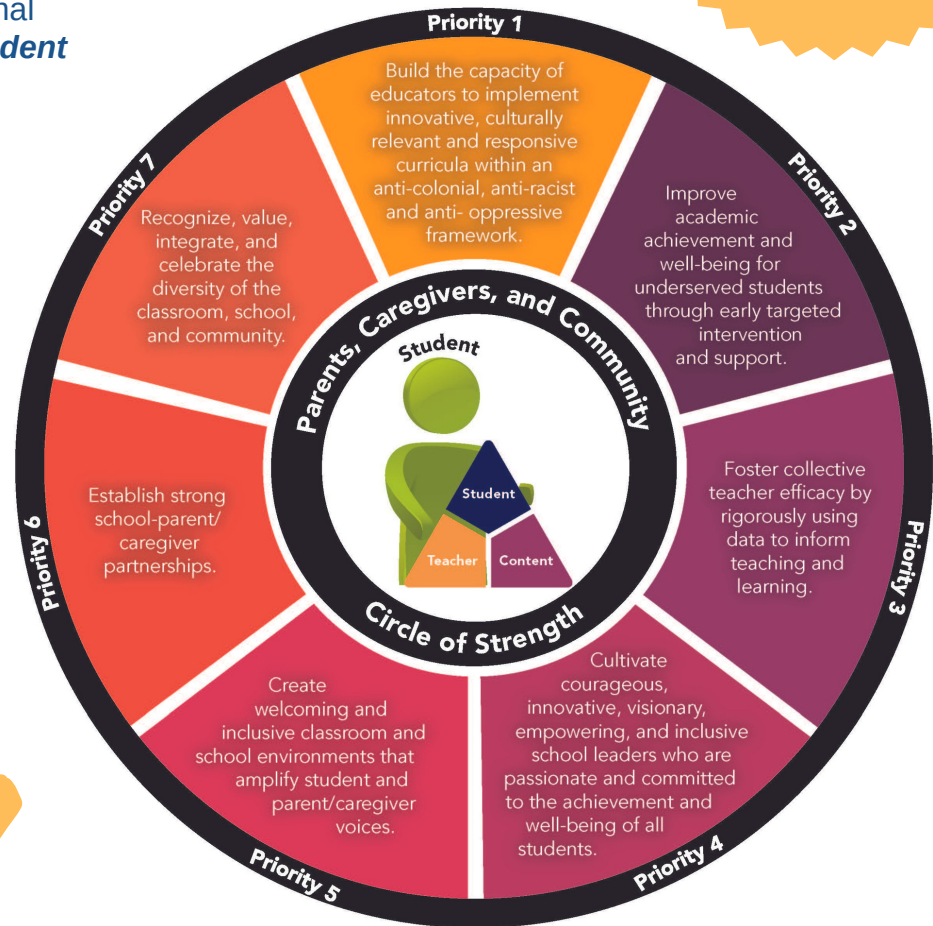 nal
dent
Priority 1
Build the capacity of
educators to implement
innovative, culturally
relevant and responsive
curricula within an
anti-colonial, anti-racist
and anti- oppressive
framework.
Priority 2
Improve
academic
achievement and
well-being for
underserved students
through early targeted
intervention
and support.
Priority 3
Foster collective
teacher efficacy by
rigorously using
data to inform
teaching and
learning.
Priority 4
Cultivate
courageous,
innovative, visionary,
empowering, and inclusive
school leaders who are
passionate and committed
to the achievement and
well-being of all
students.
Priority 5
Create
welcoming and
inclusive classroom and
school environments that
amplify student and
parent/caregiver
voices.
Priority 6
Establish strong
school-parent/
caregiver
partnerships.
Priority 7
Recognize, value,
integrate, and
celebrate the
diversity of the
classroom, school,
and community.
Parents, Caregivers, and Community
Circle of Strength
Student
Student
Teacher
Content